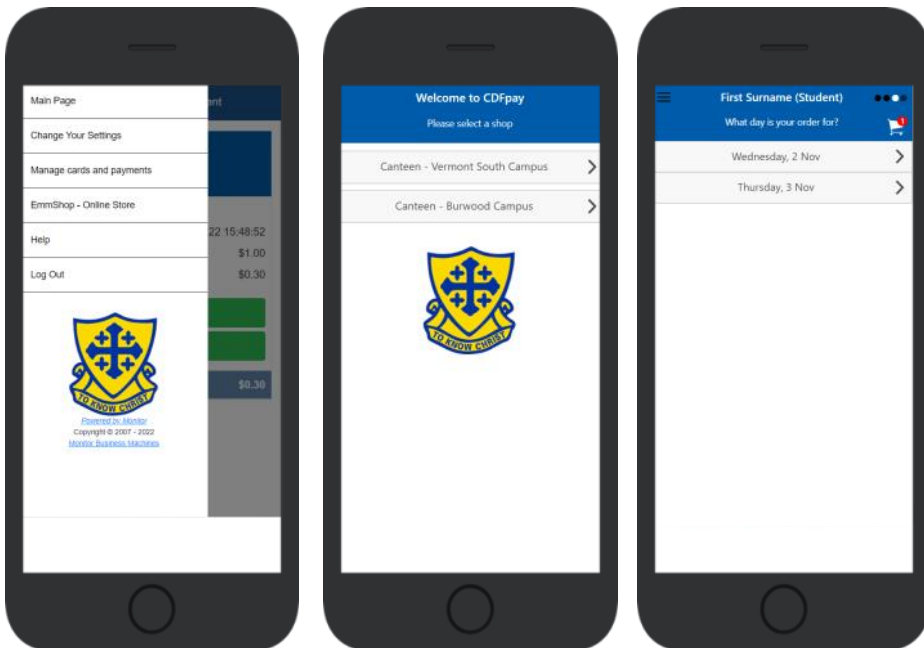 Main Page
ant
Change Your Settings
Manage cards and payments
EmmShop - Online Store
Help
22 15:48:52
$1.00
Log Out
$0.30
$0.30
TO KNOW CHRIST
Powered by Monitor
Copyright © 2007 - 2022
Monitor Business Machines
Welcome to CDFpay
Please select a shop
Canteen - Vermont South Campus
Canteen - Burwood Campus
TO KNOW CHRIST
First Surname (Student)
What day is your order for?
1
Wednesday, 2 Nov
Thursday, 3 Nov